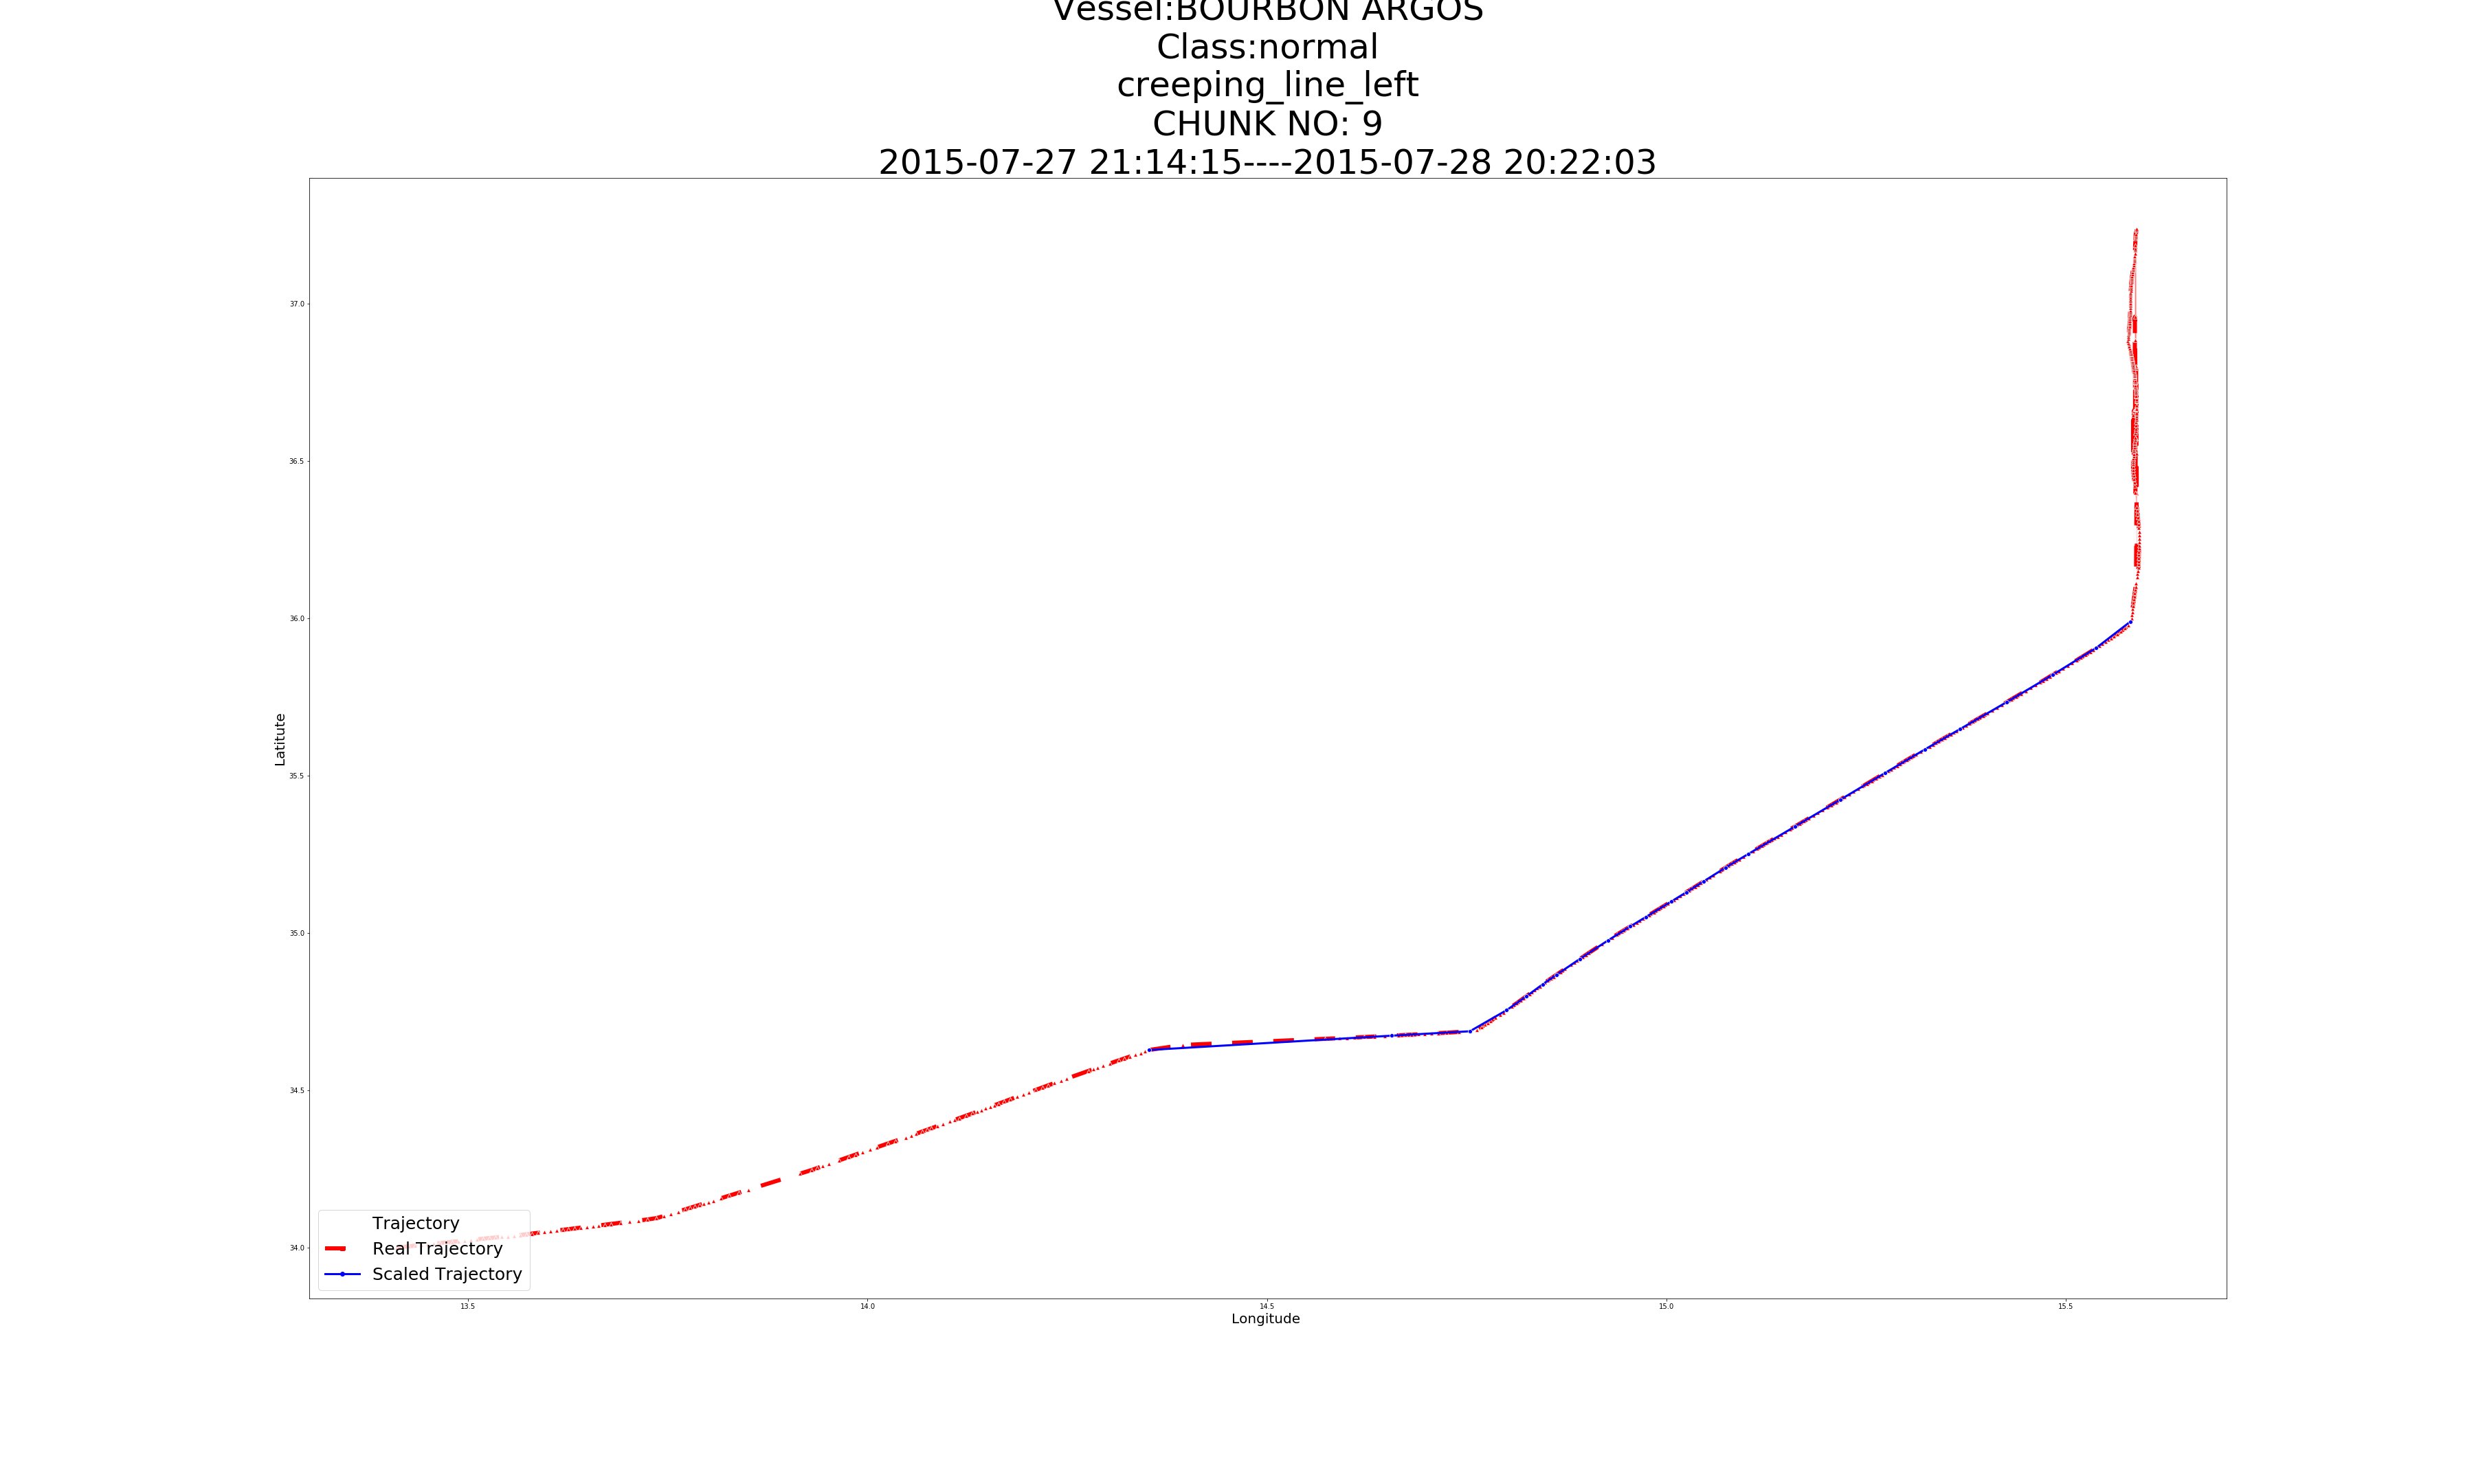 Vessel:BOURBON ARGOS
Class:normal
creeping_line_left
CHUNK NO: 9
2015-07-27 21:14:15----2015-07-28 20:22:03
37.0
36.5
36.0
35.5
35.0
34.5
34.0
Latitute
Trajectory
Real Trajectory
Scaled Trajectory
13.5
14.0
14.5
15.0
15.5
Longitude